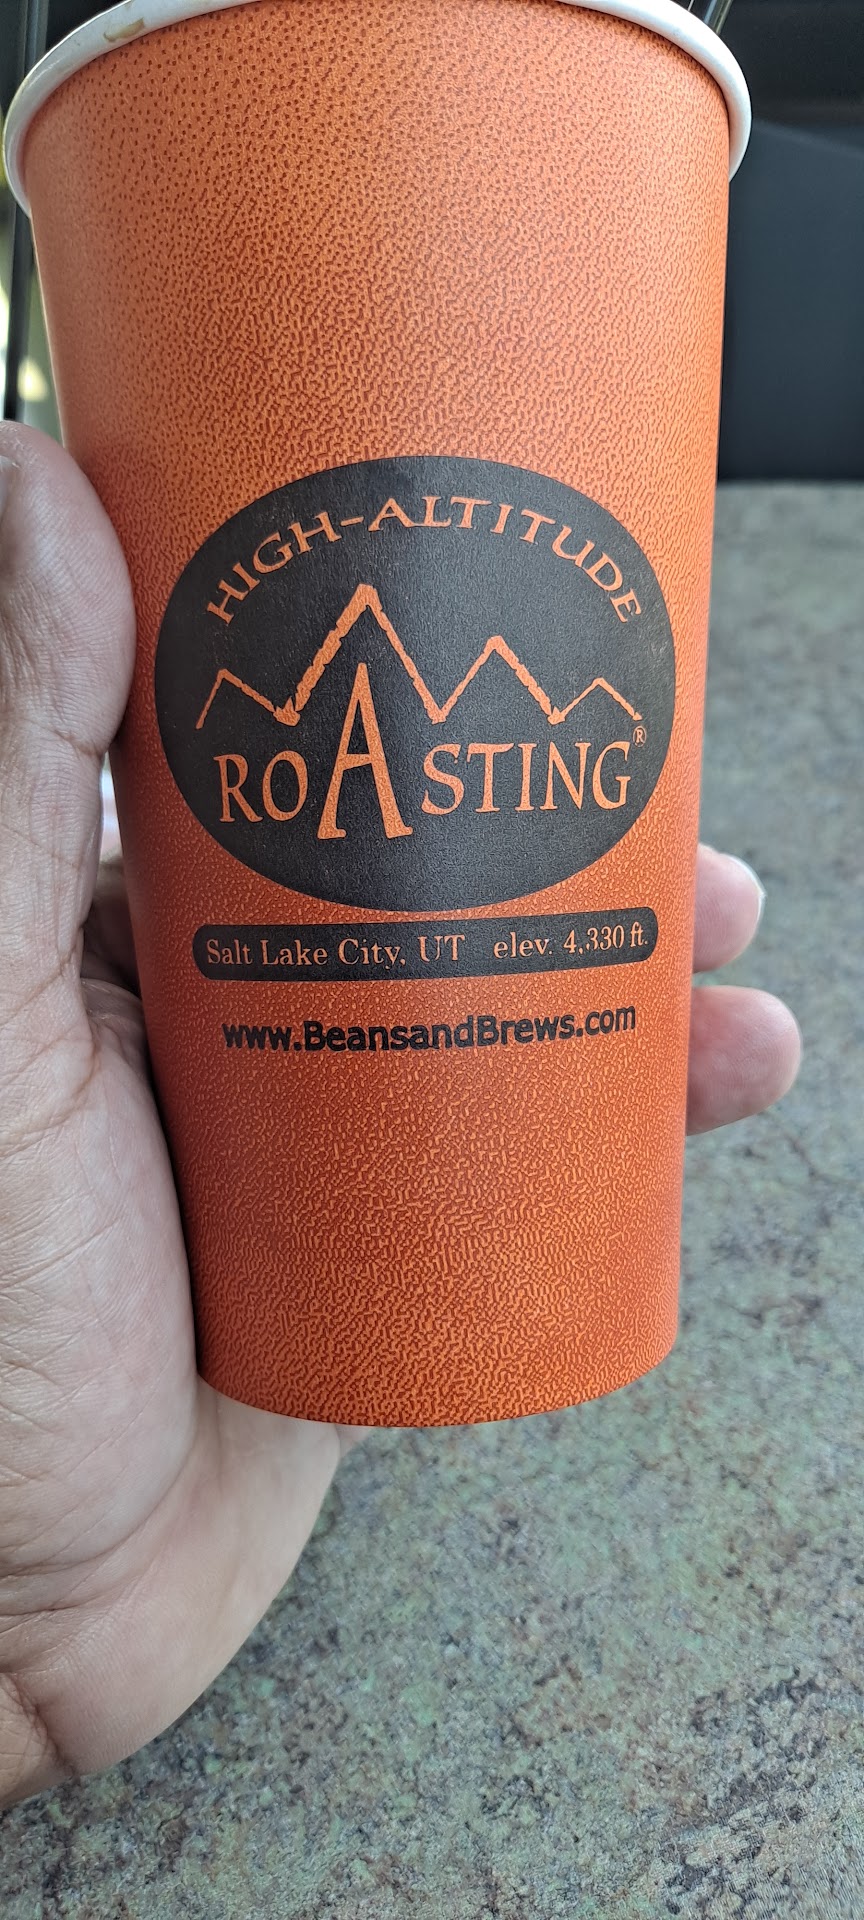 HIGH-ALTITUDE
ROASTING®
Salt Lake City, UT elev. 4,330 ft.
www.BeansandBrews.com